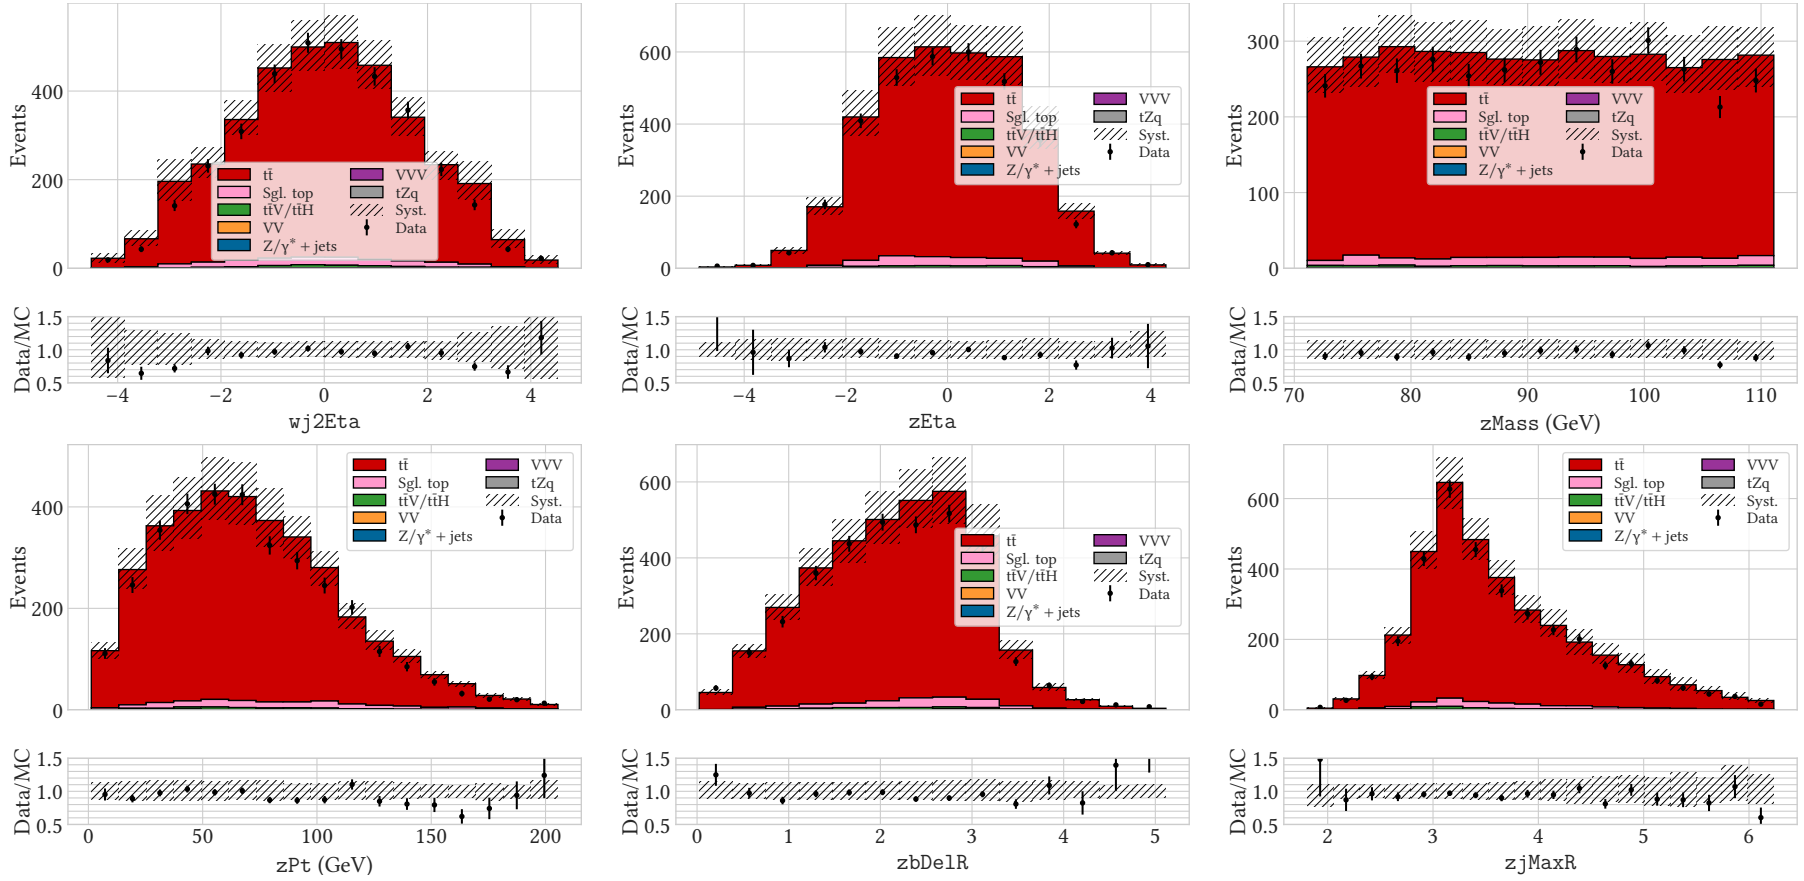 Events
400
200
0
tt̄
Sgl. top
tt̄V/tt̄H
VV
Z/γ* + jets
VVV
tZq
Syst.
Data
Data/MC
1.5
1.0
0.5
−4 −2 0 2 4
wj2Eta
Events
600
400
200
0
tt̄
Sgl. top
tt̄V/tt̄H
VV
Z/γ* + jets
VVV
tZq
Syst.
Data
Data/MC
1.5
1.0
0.5
−4 −2 0 2 4
zEta
Events
300
200
100
0
tt̄
Sgl. top
tt̄V/tt̄H
VV
Z/γ* + jets
VVV
tZq
Syst.
Data
Data/MC
1.5
1.0
0.5
70 80 90 100 110
zMass (GeV)
Events
400
200
0
tt̄
Sgl. top
tt̄V/tt̄H
VV
Z/γ* + jets
VVV
tZq
Syst.
Data
Data/MC
1.5
1.0
0.5
0 50 100 150 200
zPt (GeV)
Events
600
400
200
0
tt̄
Sgl. top
tt̄V/tt̄H
VV
Z/γ* + jets
VVV
tZq
Syst.
Data
Data/MC
1.5
1.0
0.5
0 1 2 3 4 5
zbDelR
Events
600
400
200
0
tt̄
Sgl. top
tt̄V/tt̄H
VV
Z/γ* + jets
VVV
tZq
Syst.
Data
Data/MC
1.5
1.0
0.5
2 3 4 5 6
zjMaxR